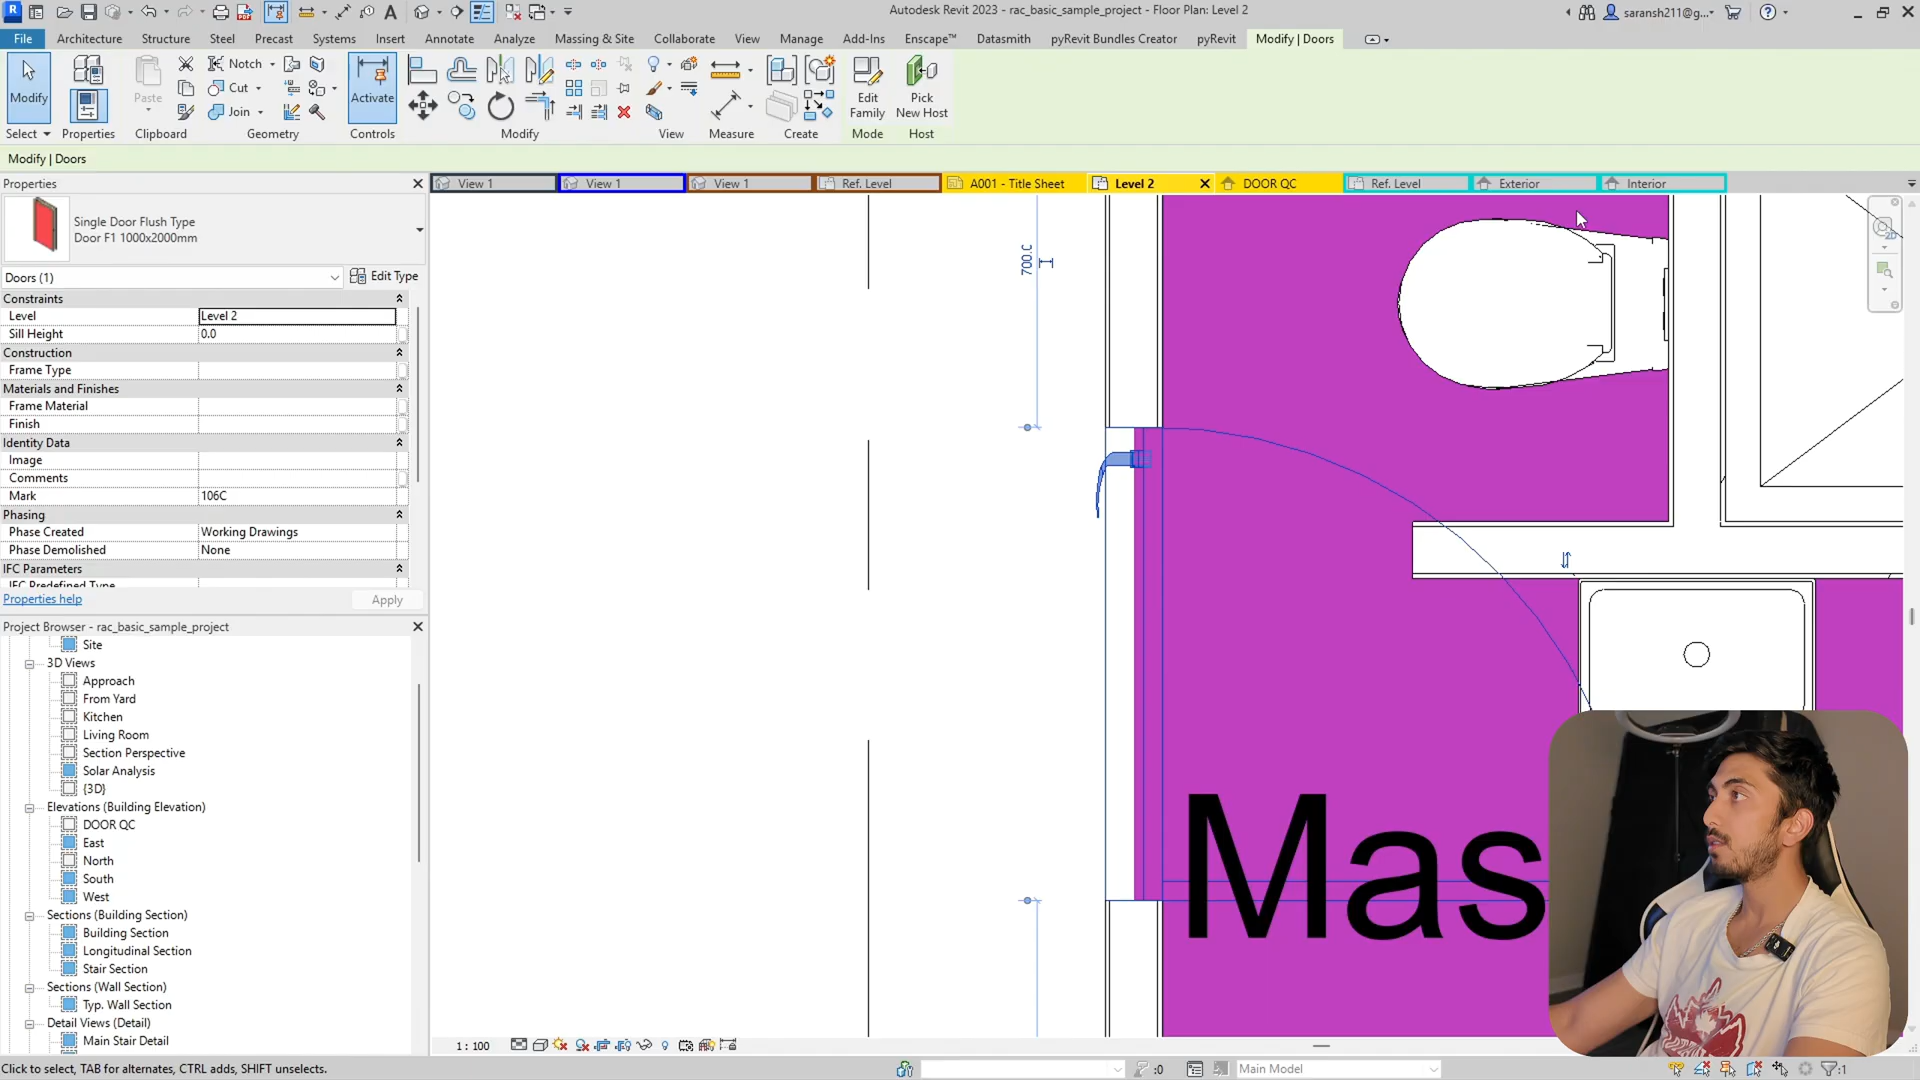 Autodesk Revit 2023 - rac_basic_sample_project - Floor Plan: Level 2
saransh211@g...
File Architecture Structure Steel Precast Systems Insert Annotate Analyze Massing & Site Collaborate View Manage Add-Ins Enscape™ Datasmith pyRevit Bundles Creator pyRevit Modify | Doors
Modify Paste Notch Cut Join Activate Edit Family Pick New Host
Select Properties Clipboard Geometry Controls Modify View Measure Create Mode Host
Modify | Doors
Properties
View 1 View 1 View 1 Ref. Level A001 - Title Sheet Level 2 DOOR QC Ref. Level Exterior Interior
Single Door Flush Type
Door F1 1000x2000mm
Doors (1) Edit Type
Constraints
Level Level 2
Sill Height 0.0
Construction
Frame Type
Materials and Finishes
Frame Material
Finish
Identity Data
Image
Comments
Mark 106C
Phasing
Phase Created Working Drawings
Phase Demolished None
IFC Parameters
IFC Predefined Type
Properties help Apply
Project Browser - rac_basic_sample_project
Site
3D Views
Approach
From Yard
Kitchen
Living Room
Section Perspective
Solar Analysis
{3D}
Elevations (Building Elevation)
DOOR QC
East
North
South
West
Sections (Building Section)
Building Section
Longitudinal Section
Stair Section
Sections (Wall Section)
Typ. Wall Section
Detail Views (Detail)
Main Stair Detail
700.0
Mas
1 : 100
Click to select, TAB for alternates, CTRL adds, SHIFT unselects.
:0
Main Model
:1